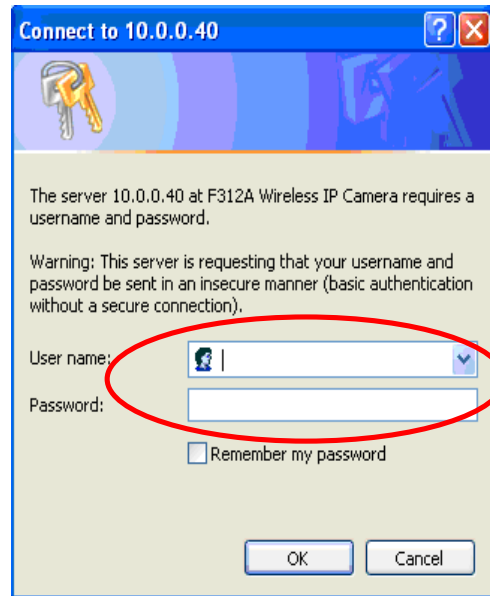 Connect to 10.0.0.40
The server 10.0.0.40 at F312A Wireless IP Camera requires a
username and password.
Warning: This server is requesting that your username and
password be sent in an insecure manner (basic authentication
without a secure connection).
User name:
Password:
Remember my password
OK
Cancel